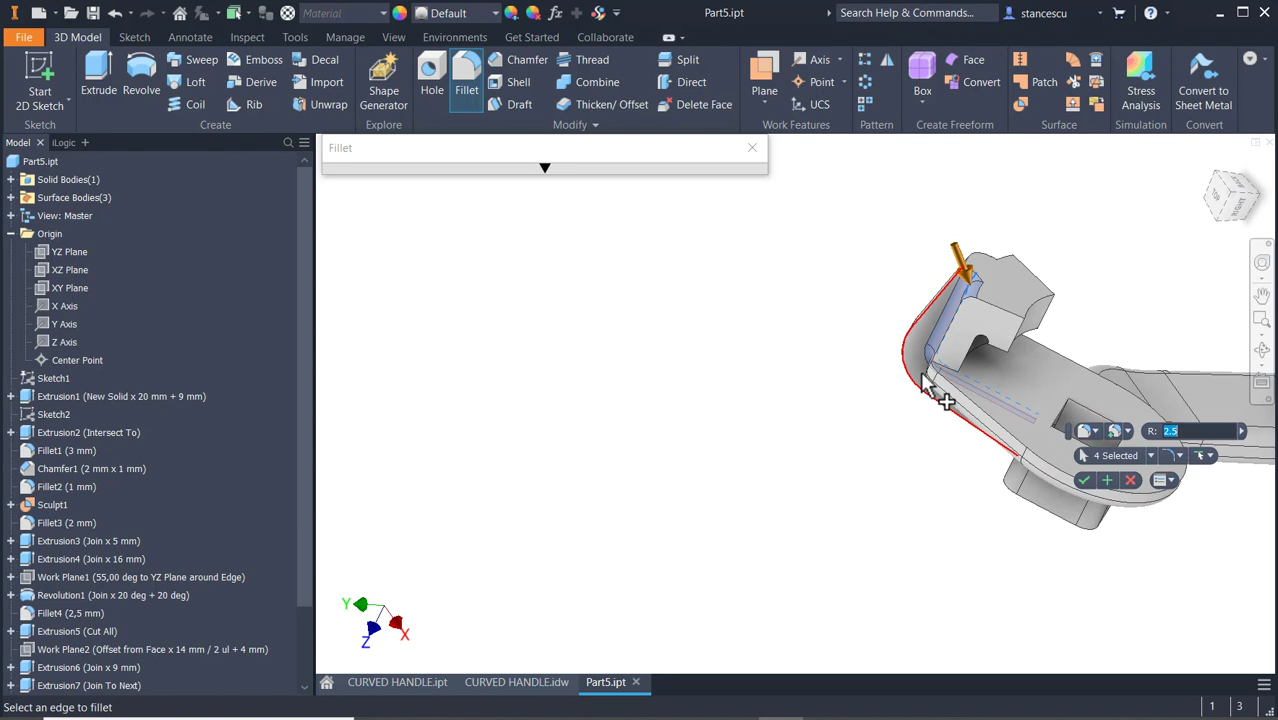 Material
Default
Part5.ipt
Search Help & Commands...
stancescu
File
3D Model
Sketch
Annotate
Inspect
Tools
Manage
View
Environments
Get Started
Collaborate
Start
2D Sketch
Extrude
Revolve
Sweep
Loft
Coil
Emboss
Derive
Rib
Decal
Import
Unwrap
Shape
Generator
Hole
Fillet
Chamfer
Shell
Draft
Thread
Combine
Thicken/ Offset
Split
Direct
Delete Face
Plane
Axis
Point
UCS
Box
Face
Convert
Patch
Stress
Analysis
Convert to
Sheet Metal
Sketch
Create
Explore
Modify
Work Features
Pattern
Create Freeform
Surface
Simulation
Convert
Model
iLogic
Part5.ipt
Solid Bodies(1)
Surface Bodies(3)
View: Master
Origin
YZ Plane
XZ Plane
XY Plane
X Axis
Y Axis
Z Axis
Center Point
Sketch1
Extrusion1 (New Solid x 20 mm + 9 mm)
Sketch2
Extrusion2 (Intersect To)
Fillet1 (3 mm)
Chamfer1 (2 mm x 1 mm)
Fillet2 (1 mm)
Sculpt1
Fillet3 (2 mm)
Extrusion3 (Join x 5 mm)
Extrusion4 (Join x 16 mm)
Work Plane1 (55,00 deg to YZ Plane around Edge)
Revolution1 (Join x 20 deg + 20 deg)
Fillet4 (2,5 mm)
Extrusion5 (Cut All)
Work Plane2 (Offset from Face x 14 mm / 2 ul + 4 mm)
Extrusion6 (Join x 9 mm)
Extrusion7 (Join To Next)
Fillet
TOP
RIGHT
R: 2.5
4 Selected
Y
Z
X
CURVED HANDLE.ipt
CURVED HANDLE.idw
Part5.ipt
Select an edge to fillet
1
3